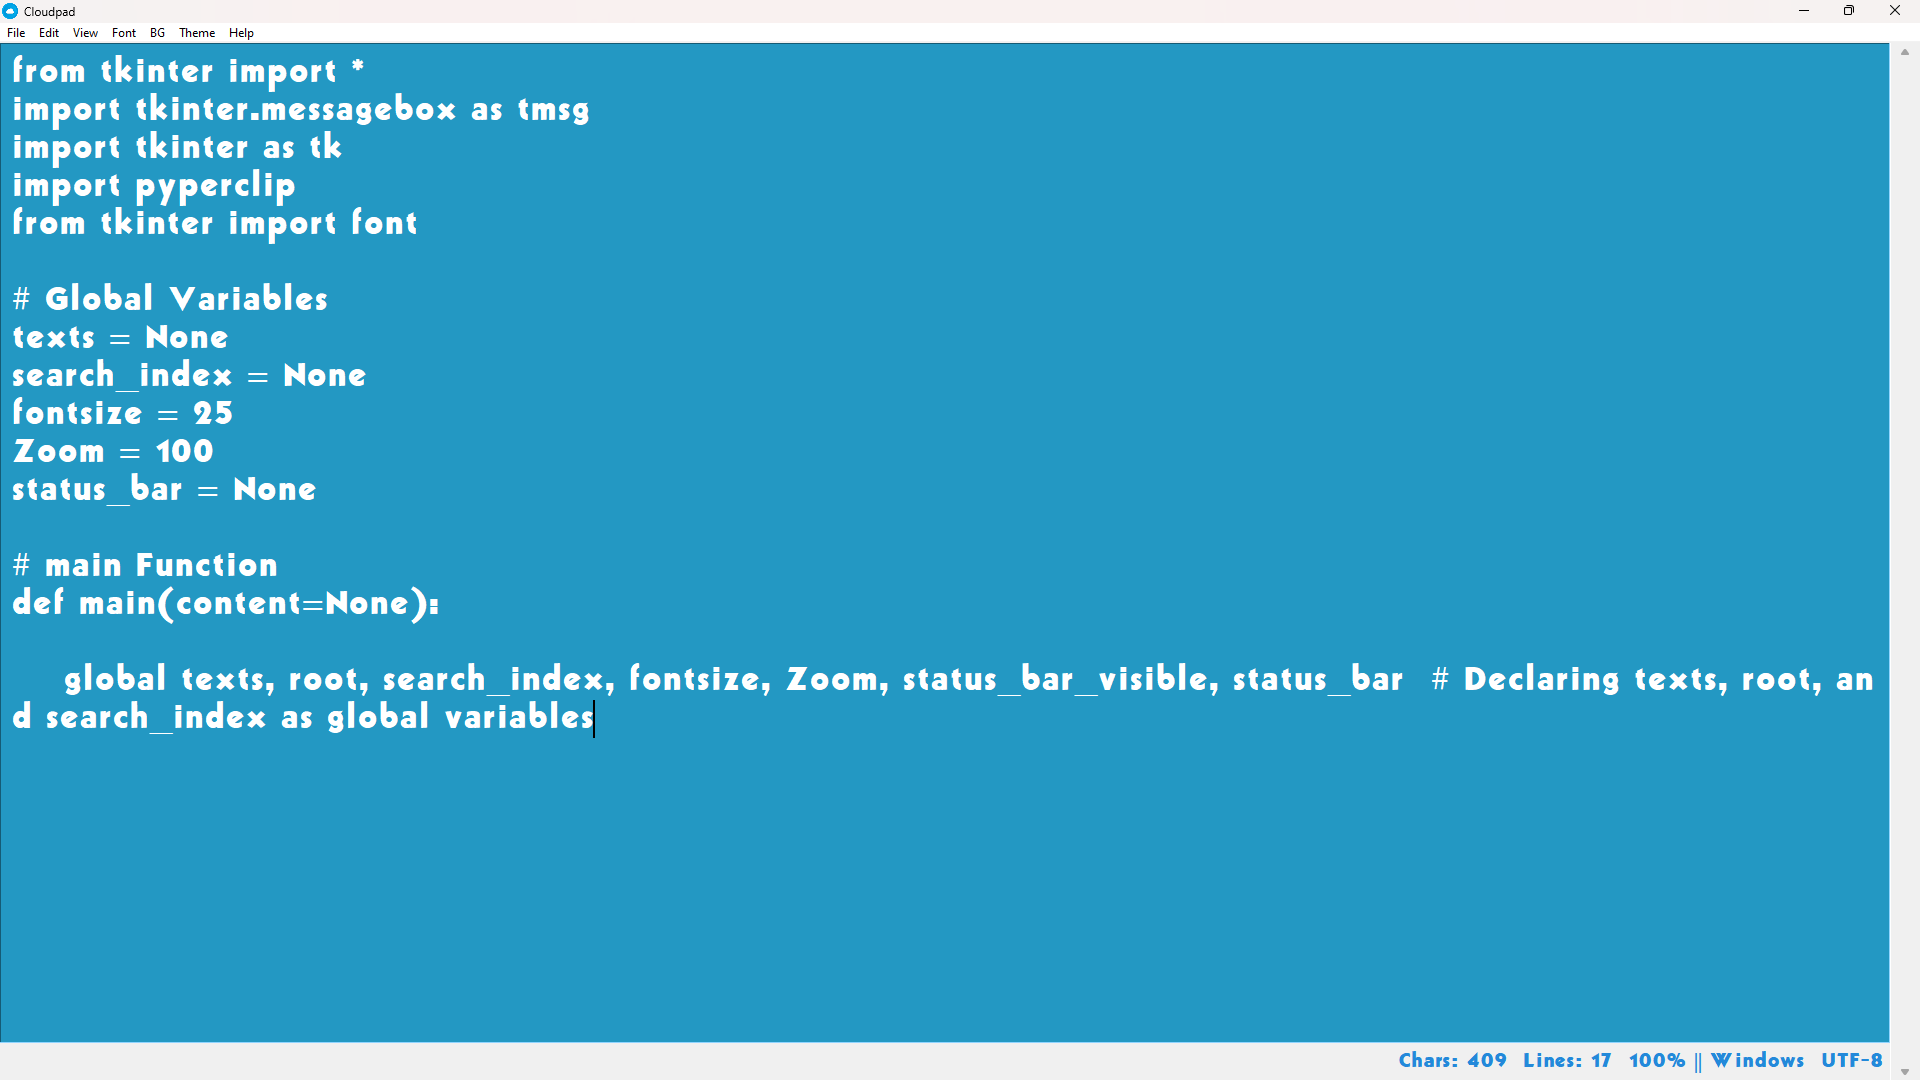 Cloudpad
File Edit View Font BG Theme Help
from tkinter import *
import tkinter.messagebox as tmsg
import tkinter as tk
import pyperclip
from tkinter import font
# Global Variables
texts = None
search_index = None
fontsize = 25
Zoom = 100
status_bar = None
# main Function
def main(content=None):
global texts, root, search_index, fontsize, Zoom, status_bar_visible, status_bar # Declaring texts, root, an
d search_index as global variables
Chars: 409 Lines: 17 100% || Windows UTF-8